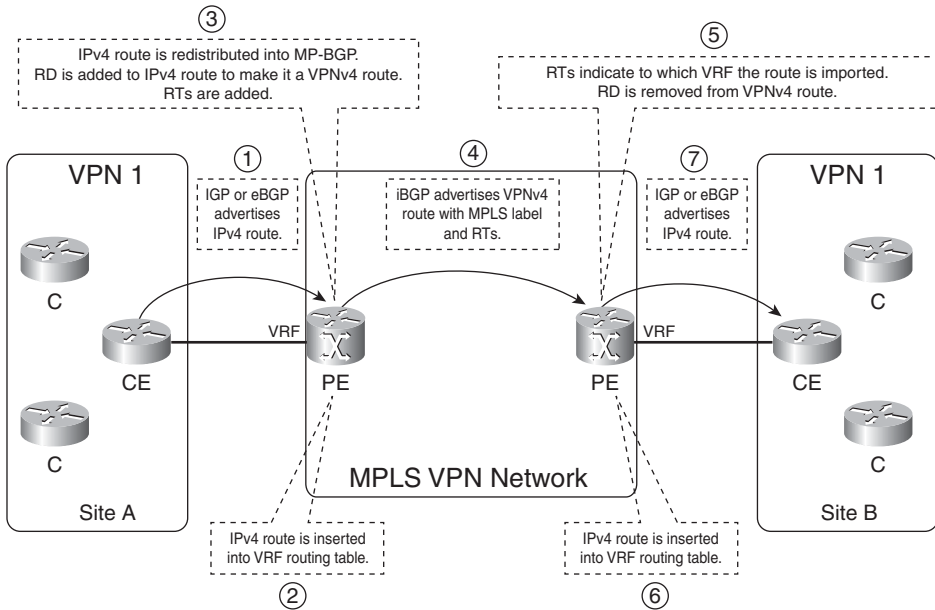 3
IPv4 route is redistributed into MP-BGP.
RD is added to IPv4 route to make it a VPNv4 route.
RTs are added.
5
RTs indicate to which VRF the route is imported.
RD is removed from VPNv4 route.
VPN 1
1
IGP or eBGP
advertises
IPv4 route.
4
iBGP advertises VPNv4
route with MPLS label
and RTs.
7
IGP or eBGP
advertises
IPv4 route.
VPN 1
C
C
VRF
VRF
CE
PE
PE
CE
C
C
MPLS VPN Network
Site A
Site B
IPv4 route is inserted
into VRF routing table.
2
IPv4 route is inserted
into VRF routing table.
6